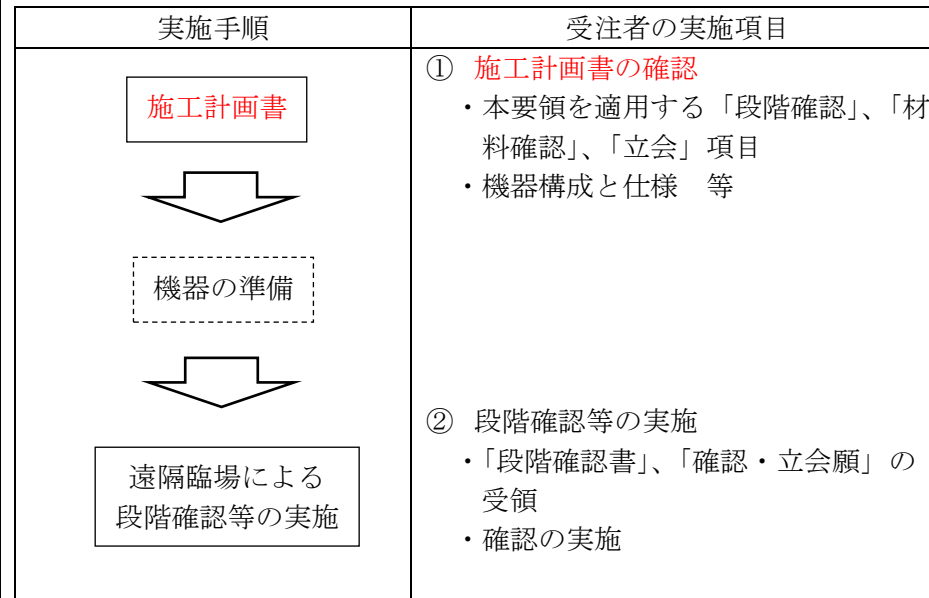 実施手順
受注者の実施項目
施工計画書
機器の準備
遠隔臨場による
段階確認等の実施
① 施工計画書の確認
・本要領を適用する「段階確認」、「材
料確認」、「立会」項目
・機器構成と仕様 等
② 段階確認等の実施
・「段階確認書」、「確認・立会願」の
受領
・確認の実施